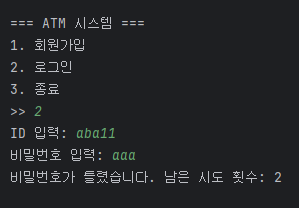 === ATM 시스템 ===
1. 회원가입
2. 로그인
3. 종료
>> 2
ID 입력: aba11
비밀번호 입력: aaa
비밀번호가 틀렸습니다. 남은 시도 횟수: 2